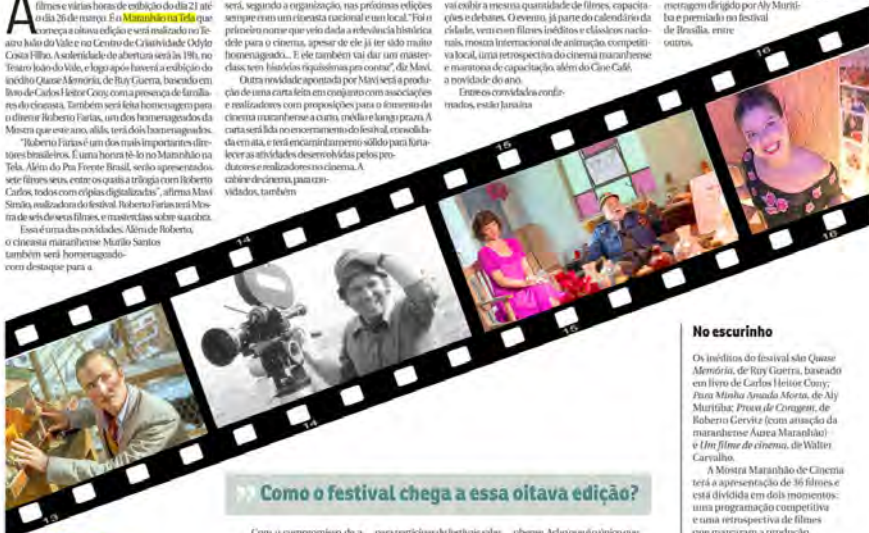 A
filmes e várias horas de exibição do dia 21 até
o dia 26 de março. É o Maranhão na Tela que
começa a oitava edição e será realizado no Te-
atro João do Vale e no Centro de Criatividade Odylo
Costa Filho. A solenidade de abertura será às 19h, no
Teatro João do Vale, e logo após haverá a exibição do
inédito Quase Memória, de Ruy Guerra, baseado em
livro de Carlos Heitor Cony, com a presença de familia-
res do cineasta. Também será feita homenagem para
o diretor Roberto Farias, um dos homenageados da
Mostra que este ano, aliás, terá dois homenageados.
"Roberto Farias é um dos mais importantes dire-
tores brasileiros. É uma honra tê-lo no Maranhão na
Tela. Além do Pra Frente Brasil, serão apresentados
sete filmes seus, entre os quais a trilogia com Roberto
Carlos, todos com cópias digitalizadas", afirma Mavi
Simão, realizadora do festival. Roberto Farias terá Mos-
tra de seis de seus filmes, e masterclass sobre sua obra.
Essa é uma das novidades. Além de Roberto,
o cineasta maranhense Murilo Santos
também será homenageado-
com destaque para a
será, segundo a organização, nas próximas edições
sempre com um cineasta nacional e um local. "Foi o
primeiro nome que veio dada a relevância histórica
dele para o cinema, apesar de ele já ter sido muito
homenageado... E ele também vai dar um master-
class, tem histórias riquíssimas pra contar", diz Mavi.
Outra novidade apontada por Mavi será a produ-
ção de uma carta feita em conjunto com associações
e realizadores com proposições para o fomento do
cinema maranhense a curto, médio e longo prazo. A
carta será lida no encerramento do festival, consolida-
da em ata, e terá encaminhamento sólido para forta-
lecer as atividades desenvolvidas pelos pro-
dutores e realizadores no cinema. A
cabine de cinema, para con-
vidados, também
vai exibir a mesma quantidade de filmes, capacita-
ções e debates. O evento, já parte do calendário da
cidade, vem com filmes inéditos e clássicos nacio-
nais, mostra internacional de animação, competiti-
va local, uma retrospectiva do cinema maranhense
e maratona de capacitação, além do Cine Café,
a novidade do ano.
Entre os convidados confir-
mados, estão Janaína
metragem dirigido por Aly Muriti-
ba e premiado no festival
de Brasília, entre
outros.
16
15
14
15
16
14
13
No escurinho
Os inéditos do festival são Quase
Memória, de Ruy Guerra, baseado
em livro de Carlos Heitor Cony;
Para Minha Amada Morta, de Aly
Muritiba; Prova de Coragem, de
Roberto Gervitz (com atuação da
maranhense Áurea Maranhão)
e Um filme de cinema, de Walter
Carvalho.
A Mostra Maranhão de Cinema
terá a apresentação de 36 filmes e
está dividida em dois momentos:
uma programação competitiva
e uma retrospectiva de filmes
que marcaram a produção
Como o festival chega a essa oitava edição?